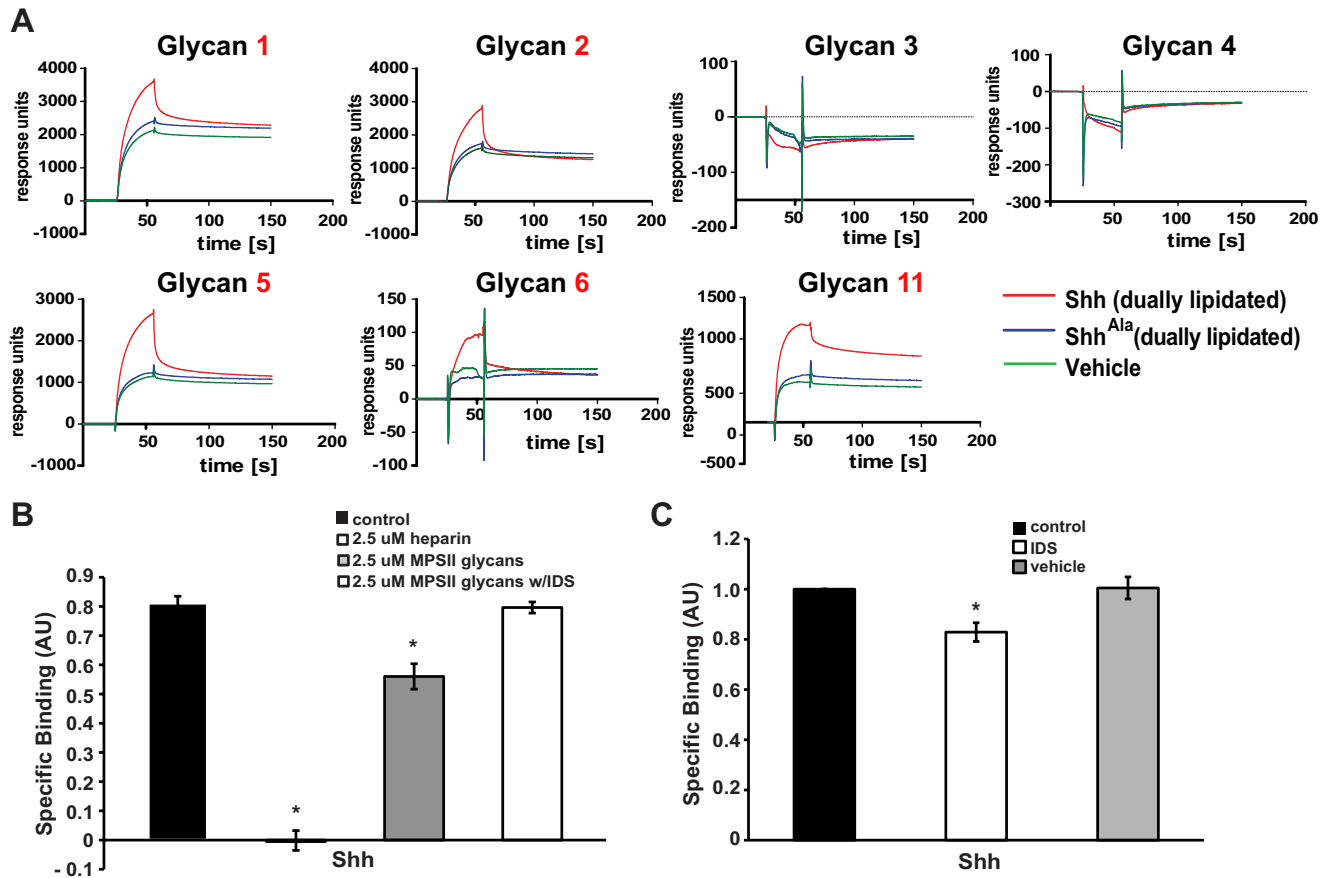 A
Glycan 1
response units
4000
3000
2000
1000
0
-1000
50
100
150
200
time [s]
Glycan 2
response units
4000
3000
2000
1000
0
-1000
50
100
150
200
time [s]
Glycan 3
response units
100
0
-100
-200
50
100
150
200
time [s]
Glycan 4
response units
100
0
-100
-200
-300
50
100
150
200
time [s]
Glycan 5
response units
3000
2000
1000
0
-1000
50
100
150
200
time [s]
Glycan 6
response units
150
100
50
0
-50
-100
50
100
150
200
time [s]
Glycan 11
response units
1500
1000
500
0
-500
50
100
150
200
time [s]
Shh (dually lipidated)
Shh^Ala (dually lipidated)
Vehicle
B
control
2.5 uM heparin
2.5 uM MPSII glycans
2.5 uM MPSII glycans w/IDS
Specific Binding (AU)
0.9
0.8
0.7
0.6
0.5
0.4
0.3
0.2
0.1
0
- 0.1
*
*
Shh
C
control
IDS
vehicle
Specific Binding (AU)
1.2
1.0
0.8
0.6
0.4
0.2
0
*
Shh